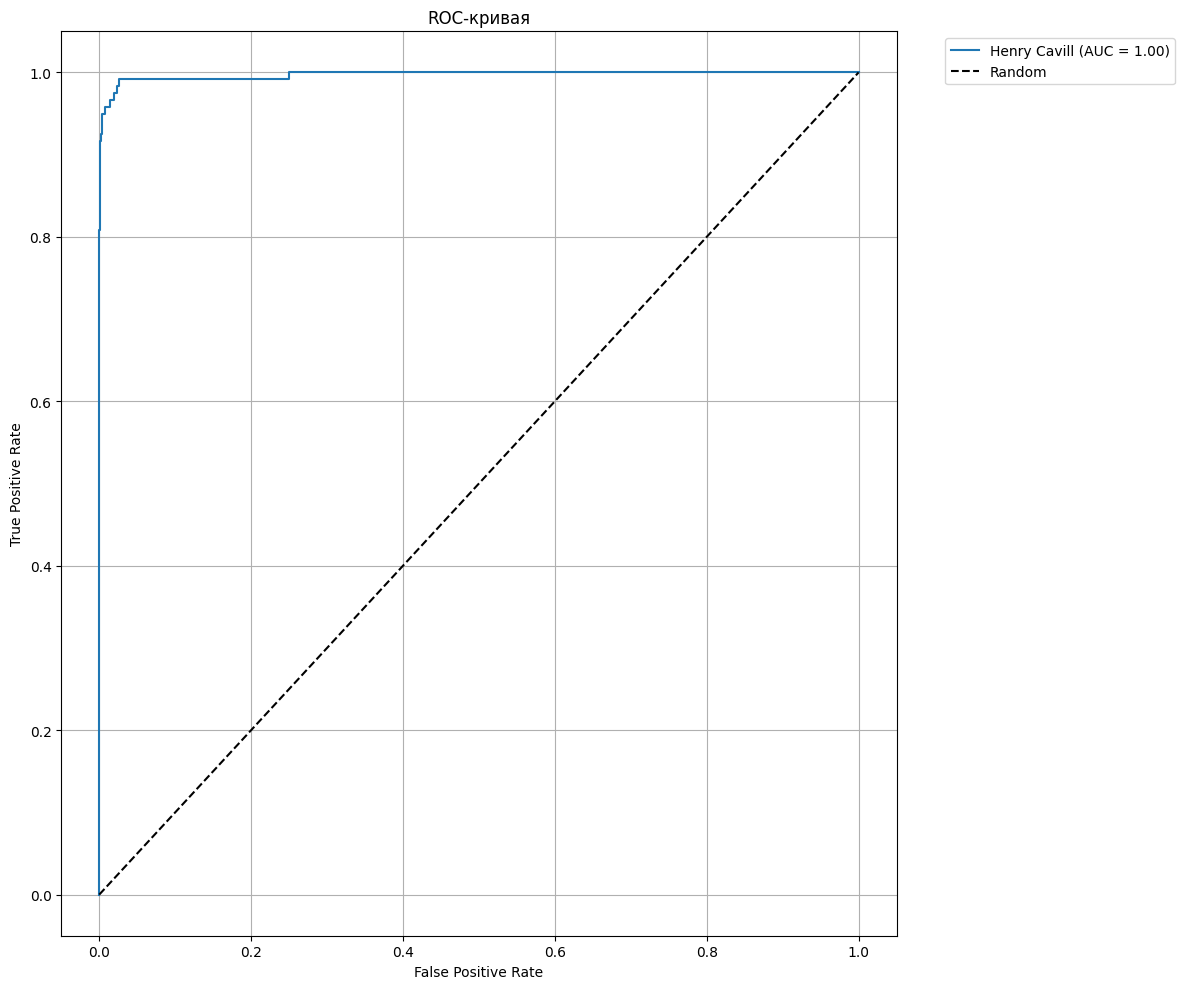 ROC-кривая
Henry Cavill (AUC = 1.00)
Random
True Positive Rate
1.0
0.8
0.6
0.4
0.2
0.0
0.0 0.2 0.4 0.6 0.8 1.0
False Positive Rate